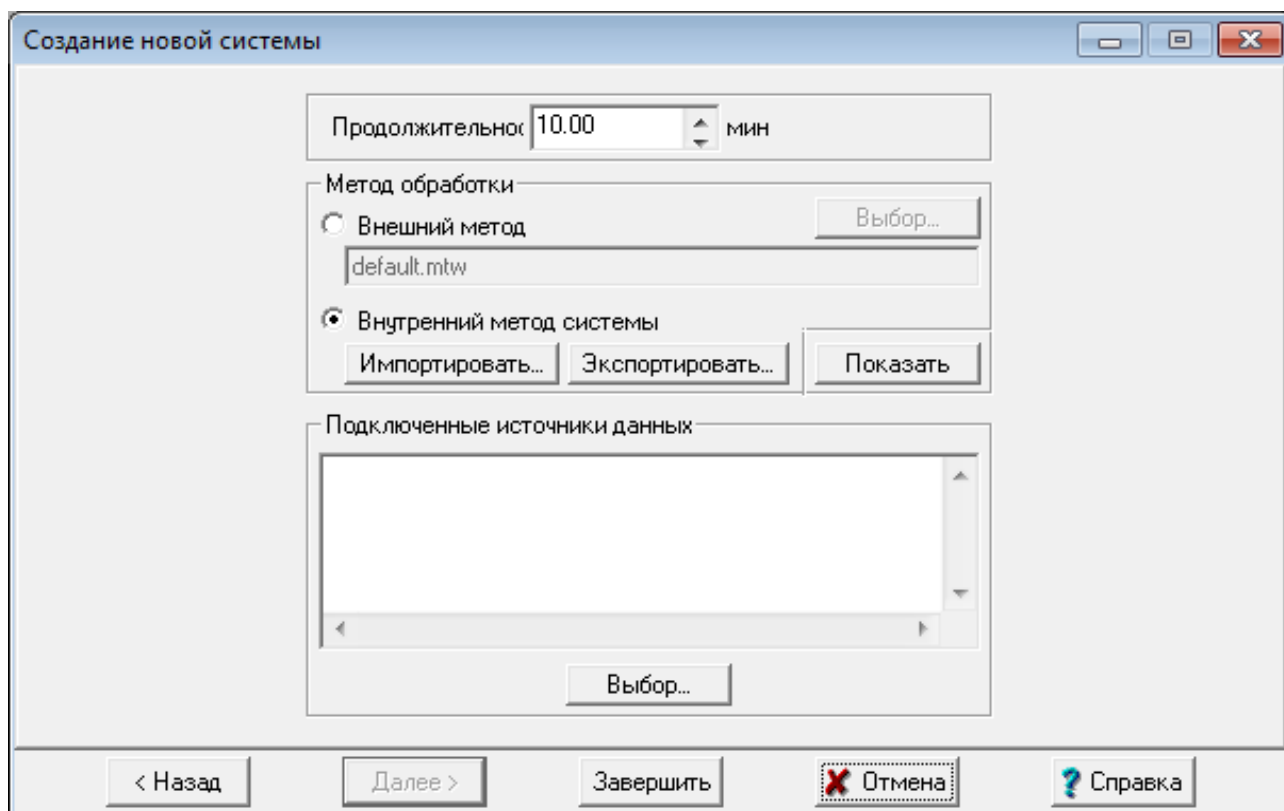 Создание новой системы
Продолжительнос 10.00 мин
Метод обработки
Внешний метод Выбор...
default.mtw
Внутренний метод системы
Импортировать... Экспортировать... Показать
Подключенные источники данных
Выбор...
< Назад Далее > Завершить Отмена ? Справка